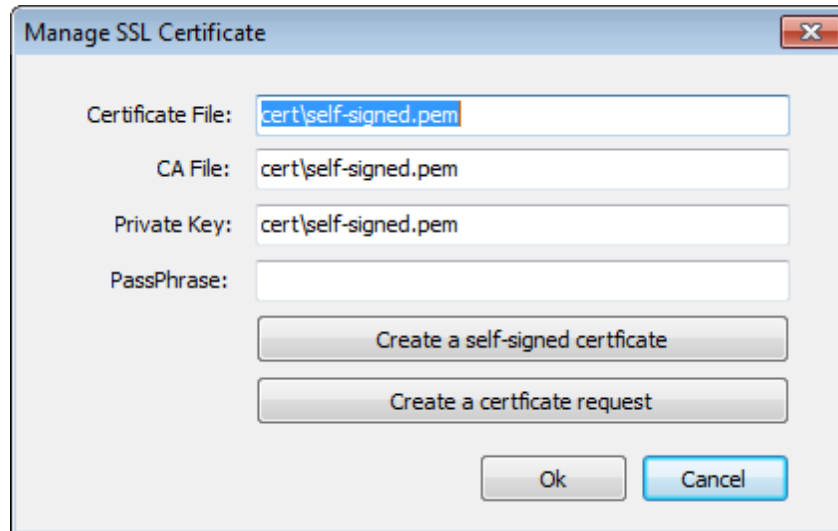 Manage SSL Certificate
Certificate File: cert\self-signed.pem
CA File: cert\self-signed.pem
Private Key: cert\self-signed.pem
PassPhrase:
Create a self-signed certficate
Create a certficate request
Ok Cancel